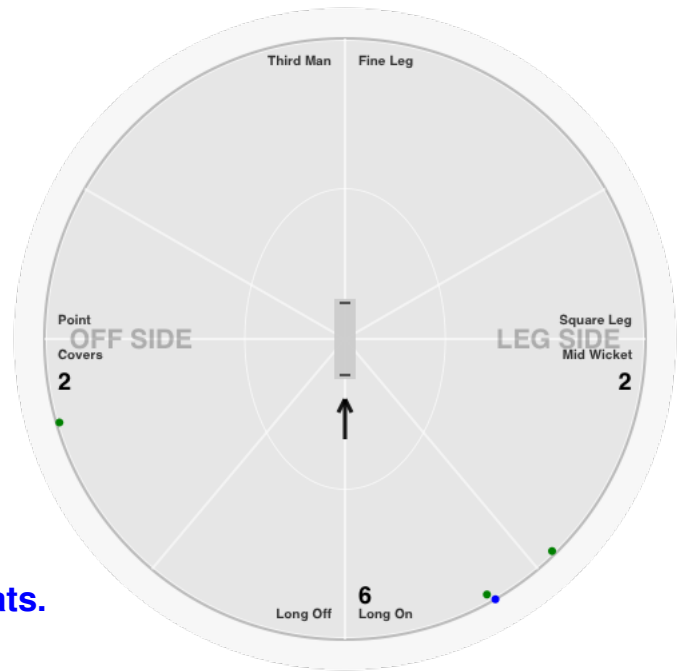 Third Man Fine Leg
Point Square Leg
OFF SIDE LEG SIDE
Covers Mid Wicket
2 2
6
Long Off Long On